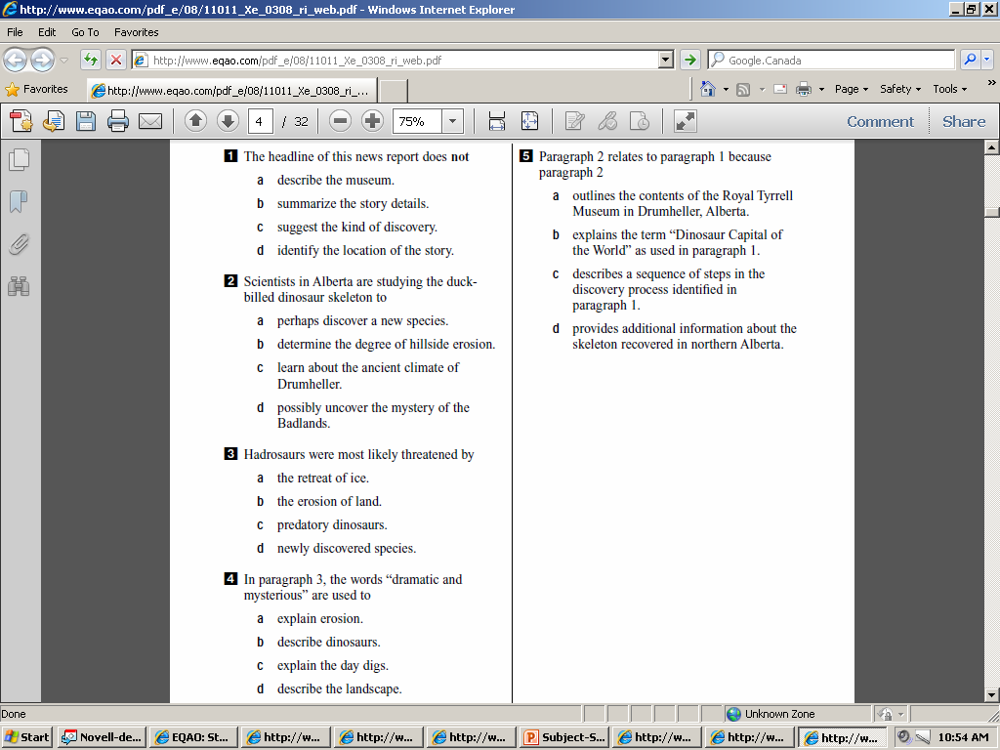 http://www.eqao.com/pdf_e/08/11011_Xe_0308_ri_web.pdf - Windows Internet Explorer
File Edit Go To Favorites
http://www.eqao.com/pdf_e/08/11011_Xe_0308_ri_web.pdf
Google.Canada
Favorites
http://www.eqao.com/pdf_e/08/11011_Xe_0308_ri_...
Page Safety Tools
4 / 32
75%
Comment Share
1 The headline of this news report does not
a describe the museum.
b summarize the story details.
c suggest the kind of discovery.
d identify the location of the story.
2 Scientists in Alberta are studying the duck-
billed dinosaur skeleton to
a perhaps discover a new species.
b determine the degree of hillside erosion.
c learn about the ancient climate of
Drumheller.
d possibly uncover the mystery of the
Badlands.
3 Hadrosaurs were most likely threatened by
a the retreat of ice.
b the erosion of land.
c predatory dinosaurs.
d newly discovered species.
4 In paragraph 3, the words “dramatic and
mysterious” are used to
a explain erosion.
b describe dinosaurs.
c explain the day digs.
d describe the landscape.
5 Paragraph 2 relates to paragraph 1 because
paragraph 2
a outlines the contents of the Royal Tyrrell
Museum in Drumheller, Alberta.
b explains the term “Dinosaur Capital of
the World” as used in paragraph 1.
c describes a sequence of steps in the
discovery process identified in
paragraph 1.
d provides additional information about the
skeleton recovered in northern Alberta.
Done
Unknown Zone
Start Novell-de... EQAO: St... http://w... http://w... http://w... Subject-S... http://w... http://w... http://w... 10:54 AM